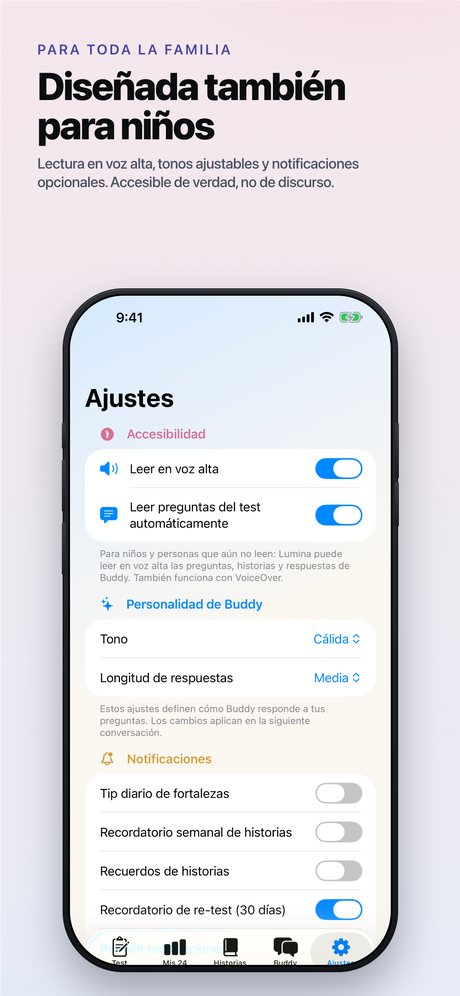 PARA TODA LA FAMILIA
Diseñada también
para niños
Lectura en voz alta, tonos ajustables y notificaciones
opcionales. Accesible de verdad, no de discurso.
9:41
Ajustes
Accesibilidad
Leer en voz alta
Leer preguntas del test
automáticamente
Para niños y personas que aún no leen: Lumina puede
leer en voz alta las preguntas, historias y respuestas de
Buddy. También funciona con VoiceOver.
Personalidad de Buddy
Tono
Cálida
Longitud de respuestas
Media
Estos ajustes definen cómo Buddy responde a tus
preguntas. Los cambios aplican en la siguiente
conversación.
Notificaciones
Tip diario de fortalezas
Recordatorio semanal de historias
Recuerdos de historias
Recordatorio de re-test (30 días)
Test
Mis 24
Historias
Buddy
Ajustes